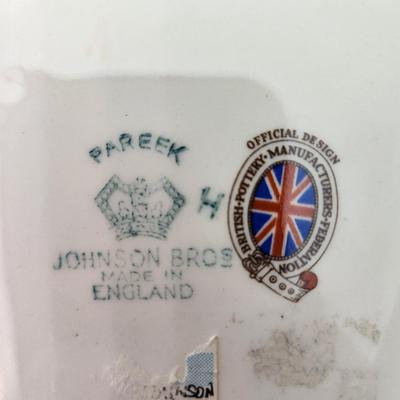 PAREEK
H
JOHNSON BROS
MADE IN
ENGLAND
OFFICIAL DESIGN
BRITISH · POTTERY · MANUFACTURERS · FEDERATION